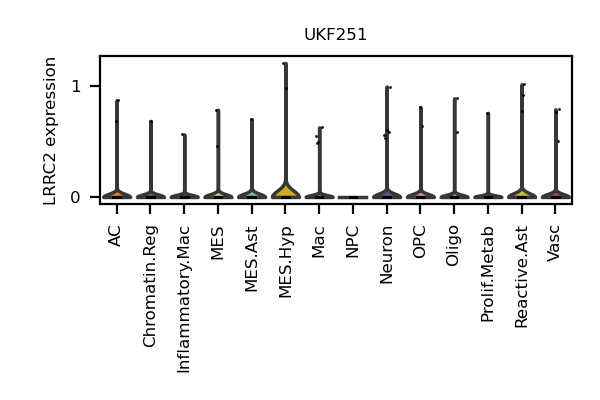 UKF251
LRRC2 expression
1
0
AC
Chromatin.Reg
Inflammatory.Mac
MES
MES.Ast
MES.Hyp
Mac
NPC
Neuron
OPC
Oligo
Prolif.Metab
Reactive.Ast
Vasc